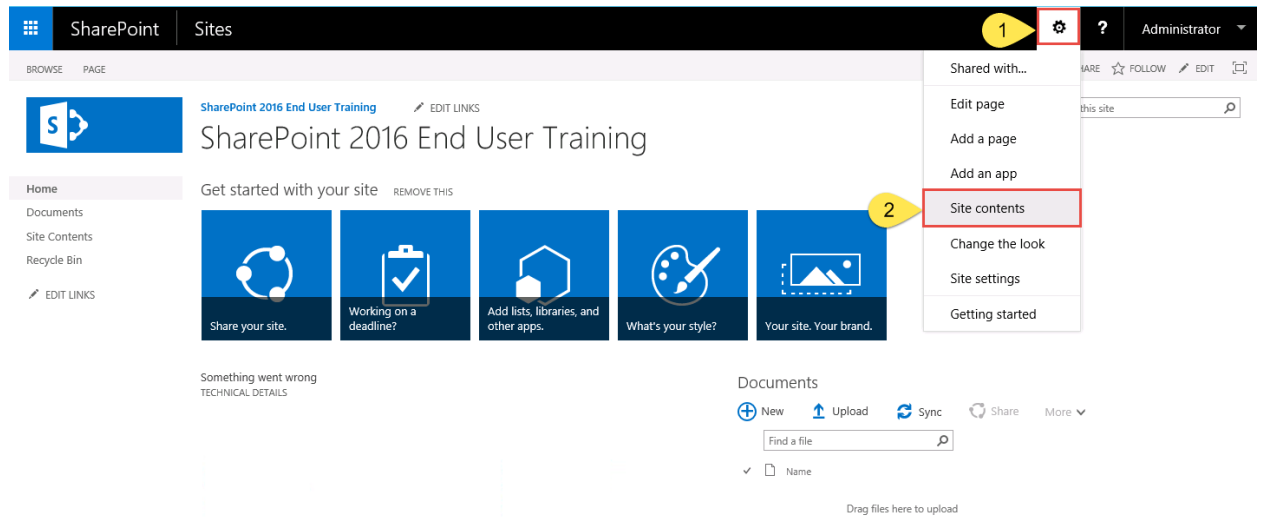 SharePoint Sites 1 ? Administrator
BROWSE PAGE
HARE FOLLOW EDIT
Shared with...
Edit page
Add a page
Add an app
2 Site contents
Change the look
Site settings
Getting started
SharePoint 2016 End User Training EDIT LINKS
this site
S
SharePoint 2016 End User Training
Home
Documents
Site Contents
Recycle Bin
EDIT LINKS
Get started with your site REMOVE THIS
Share your site.
Working on a
deadline?
Add lists, libraries, and
other apps.
What's your style?
Your site. Your brand.
Something went wrong
TECHNICAL DETAILS
Documents
New Upload Sync Share More
Find a file
Name
Drag files here to upload